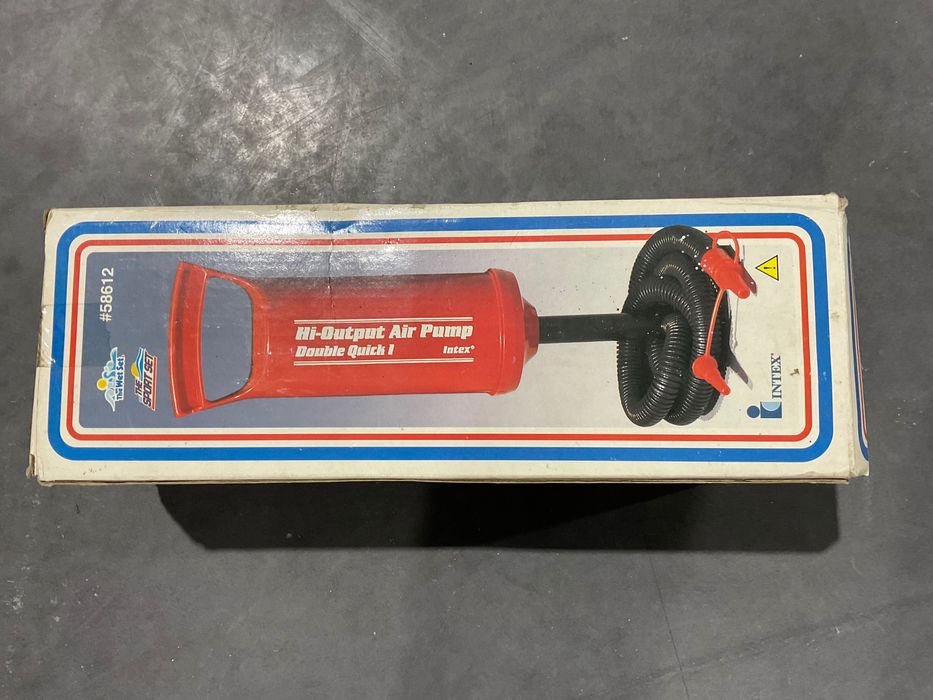 #58612
The Wet Set.
THE
SPORT SET
Hi-Output Air Pump
Double Quick I
Intex®
INTEX®